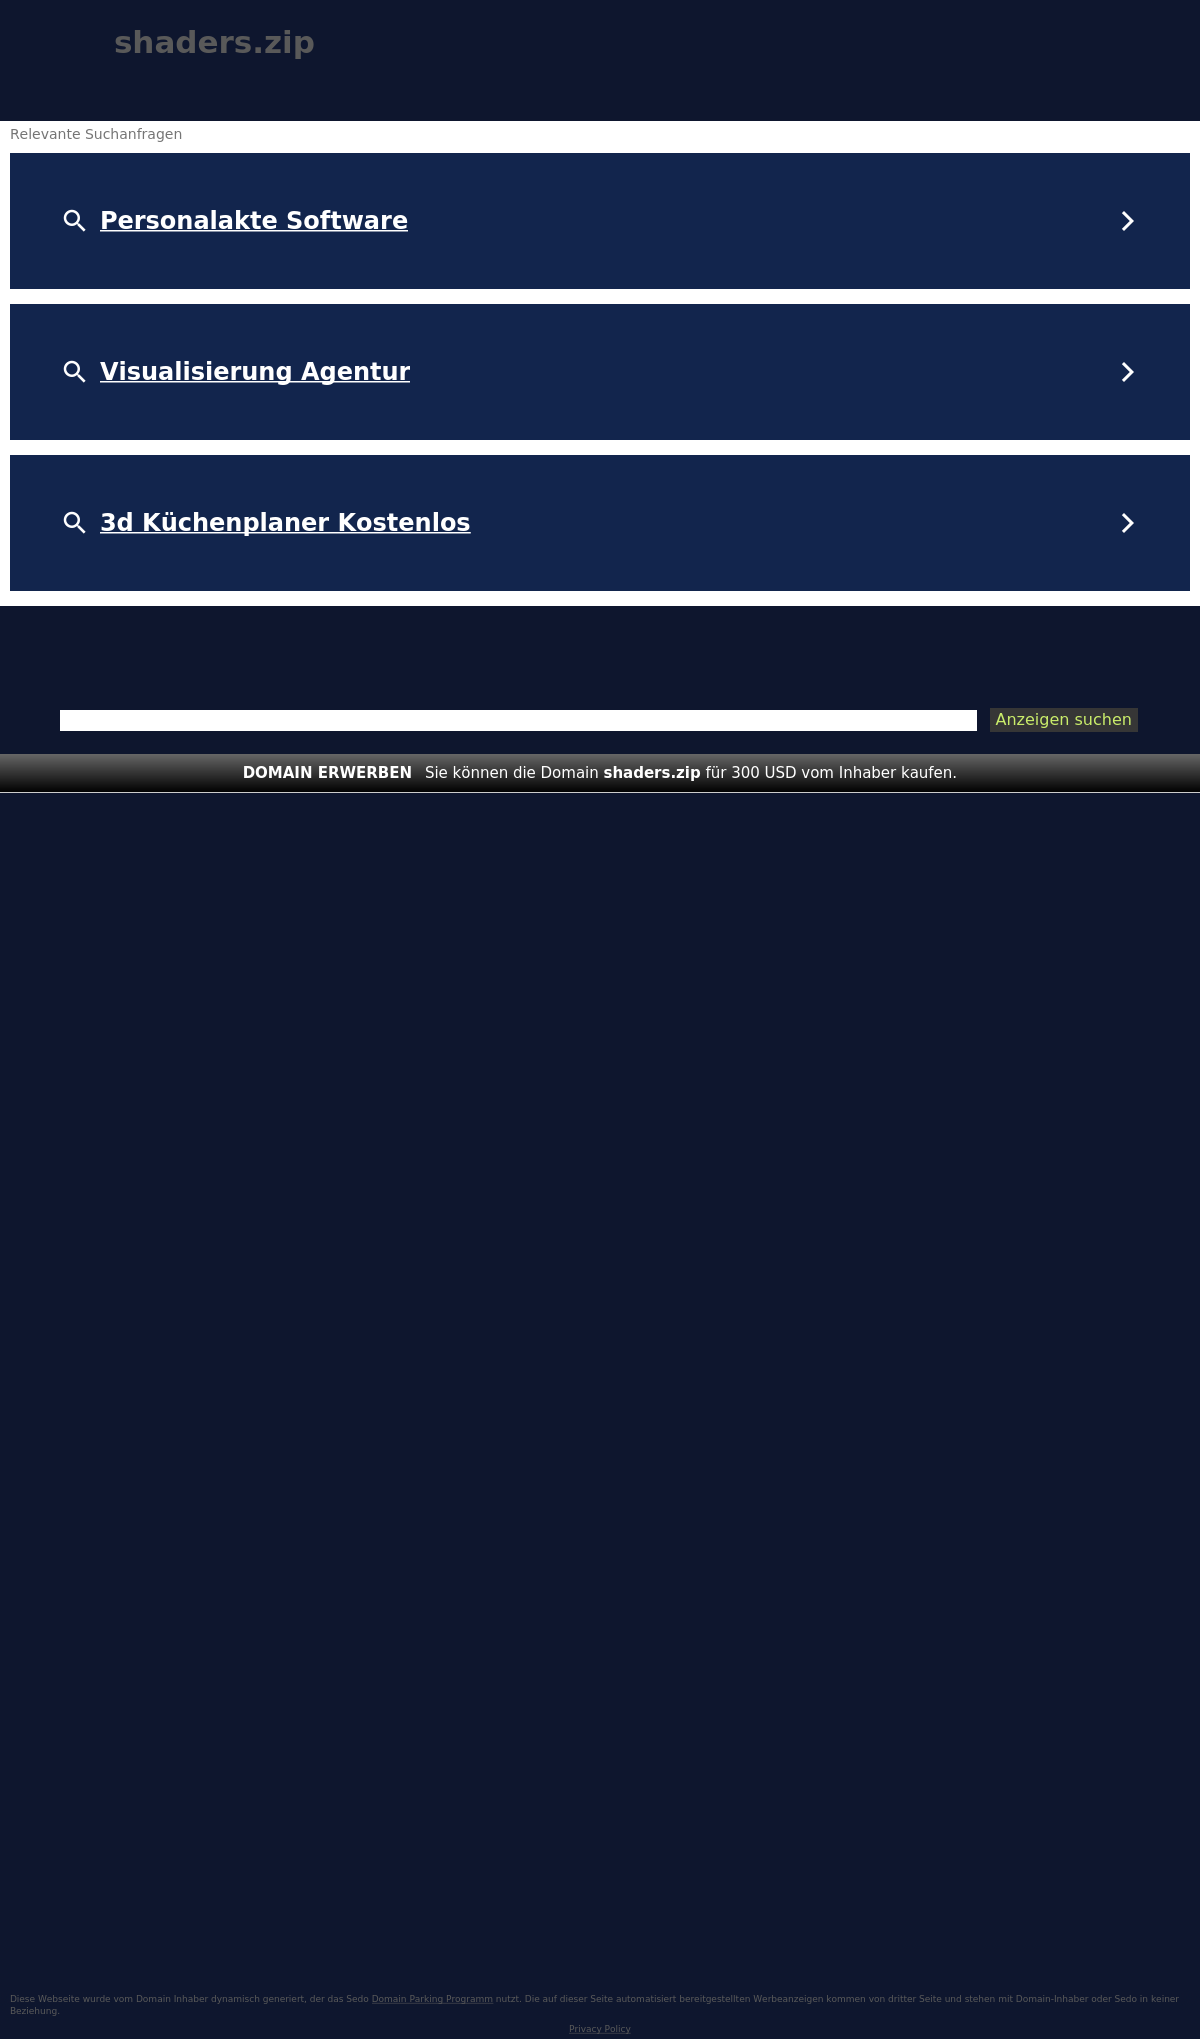 shaders.zip
Relevante Suchanfragen
Personalakte Software
Visualisierung Agentur
3d Küchenplaner Kostenlos
Anzeigen suchen
DOMAIN ERWERBEN Sie können die Domain shaders.zip für 300 USD vom Inhaber kaufen.
Diese Webseite wurde vom Domain Inhaber dynamisch generiert, der das Sedo Domain Parking Programm nutzt. Die auf dieser Seite automatisiert bereitgestellten Werbeanzeigen kommen von dritter Seite und stehen mit Domain-Inhaber oder Sedo in keiner
Beziehung.
Privacy Policy